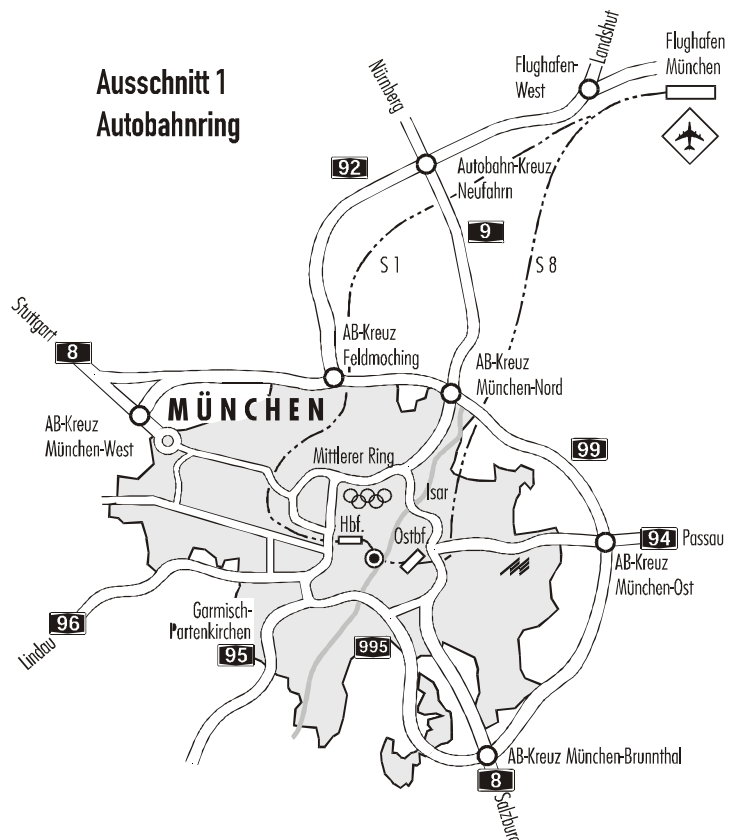 Ausschnitt 1
Autobahnring
Landshut
Flughafen
München
Flughafen-
West
Nürnberg
92
Autobahn-Kreuz
Neufahrn
9
S 1
S 8
Stuttgart
8
AB-Kreuz
Feldmoching
AB-Kreuz
München-Nord
MÜNCHEN
AB-Kreuz
München-West
99
Mittlerer Ring
Isar
Hbf.
Ostbf.
94
Passau
AB-Kreuz
München-Ost
Garmisch-
Partenkirchen
96
Lindau
95
995
AB-Kreuz München-Brunnthal
8
Salzburg